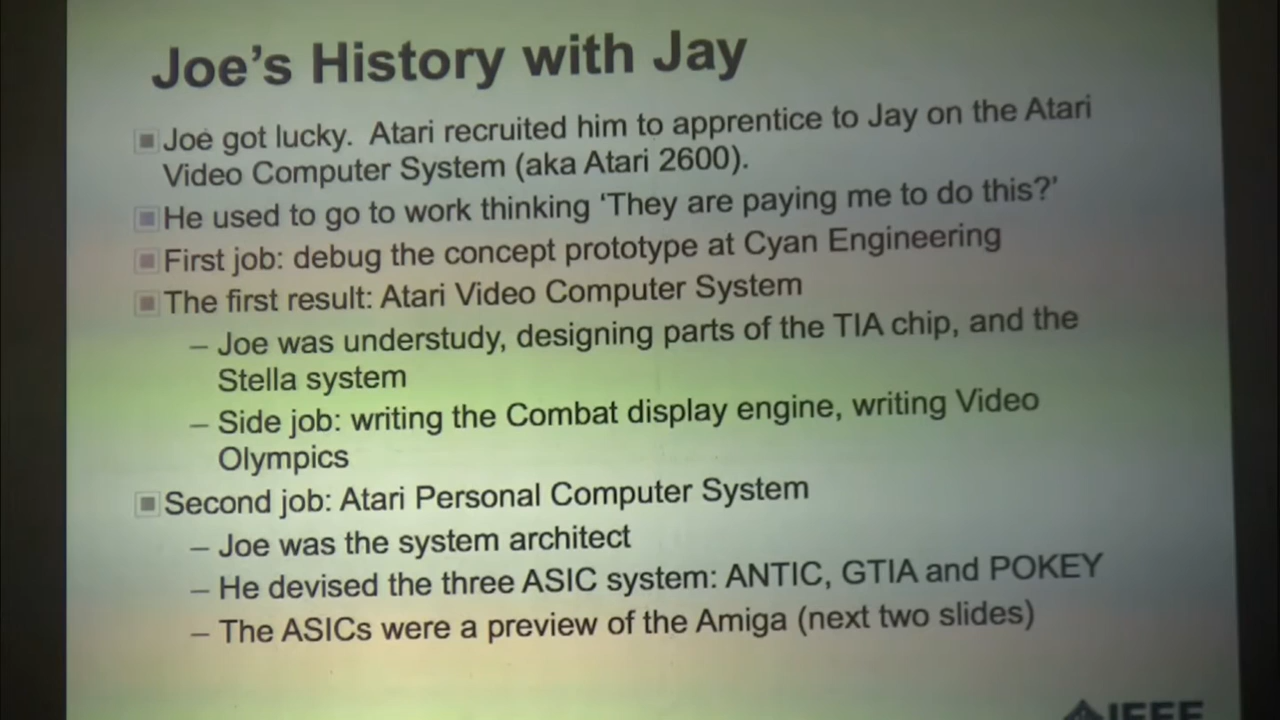 Joe's History with Jay
Joe got lucky. Atari recruited him to apprentice to Jay on the Atari
Video Computer System (aka Atari 2600).
He used to go to work thinking 'They are paying me to do this?'
First job: debug the concept prototype at Cyan Engineering
The first result: Atari Video Computer System
– Joe was understudy, designing parts of the TIA chip, and the
Stella system
– Side job: writing the Combat display engine, writing Video
Olympics
Second job: Atari Personal Computer System
– Joe was the system architect
– He devised the three ASIC system: ANTIC, GTIA and POKEY
– The ASICs were a preview of the Amiga (next two slides)
IEEE